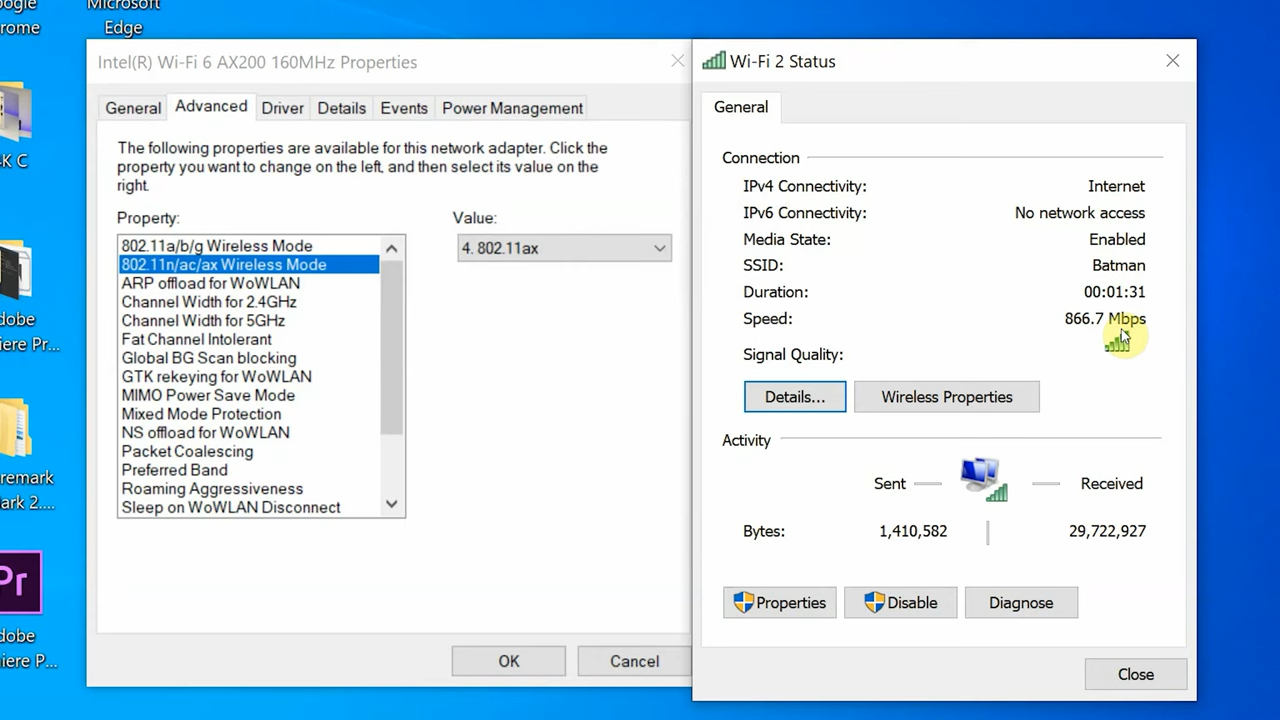 ogle
rome
Microsoft
Edge
K C
dobe
iere Pr...
remark
ark 2....
Pr
dobe
iere P...
Intel(R) Wi-Fi 6 AX200 160MHz Properties
General
Advanced
Driver
Details
Events
Power Management
The following properties are available for this network adapter. Click the
property you want to change on the left, and then select its value on the
right.
Property:
Value:
802.11a/b/g Wireless Mode
802.11n/ac/ax Wireless Mode
ARP offload for WoWLAN
Channel Width for 2.4GHz
Channel Width for 5GHz
Fat Channel Intolerant
Global BG Scan blocking
GTK rekeying for WoWLAN
MIMO Power Save Mode
Mixed Mode Protection
NS offload for WoWLAN
Packet Coalescing
Preferred Band
Roaming Aggressiveness
Sleep on WoWLAN Disconnect
4. 802.11ax
OK
Cancel
Wi-Fi 2 Status
General
Connection
IPv4 Connectivity: Internet
IPv6 Connectivity: No network access
Media State: Enabled
SSID: Batman
Duration: 00:01:31
Speed: 866.7 Mbps
Signal Quality:
Details...
Wireless Properties
Activity
Sent
Received
Bytes: 1,410,582 29,722,927
Properties
Disable
Diagnose
Close